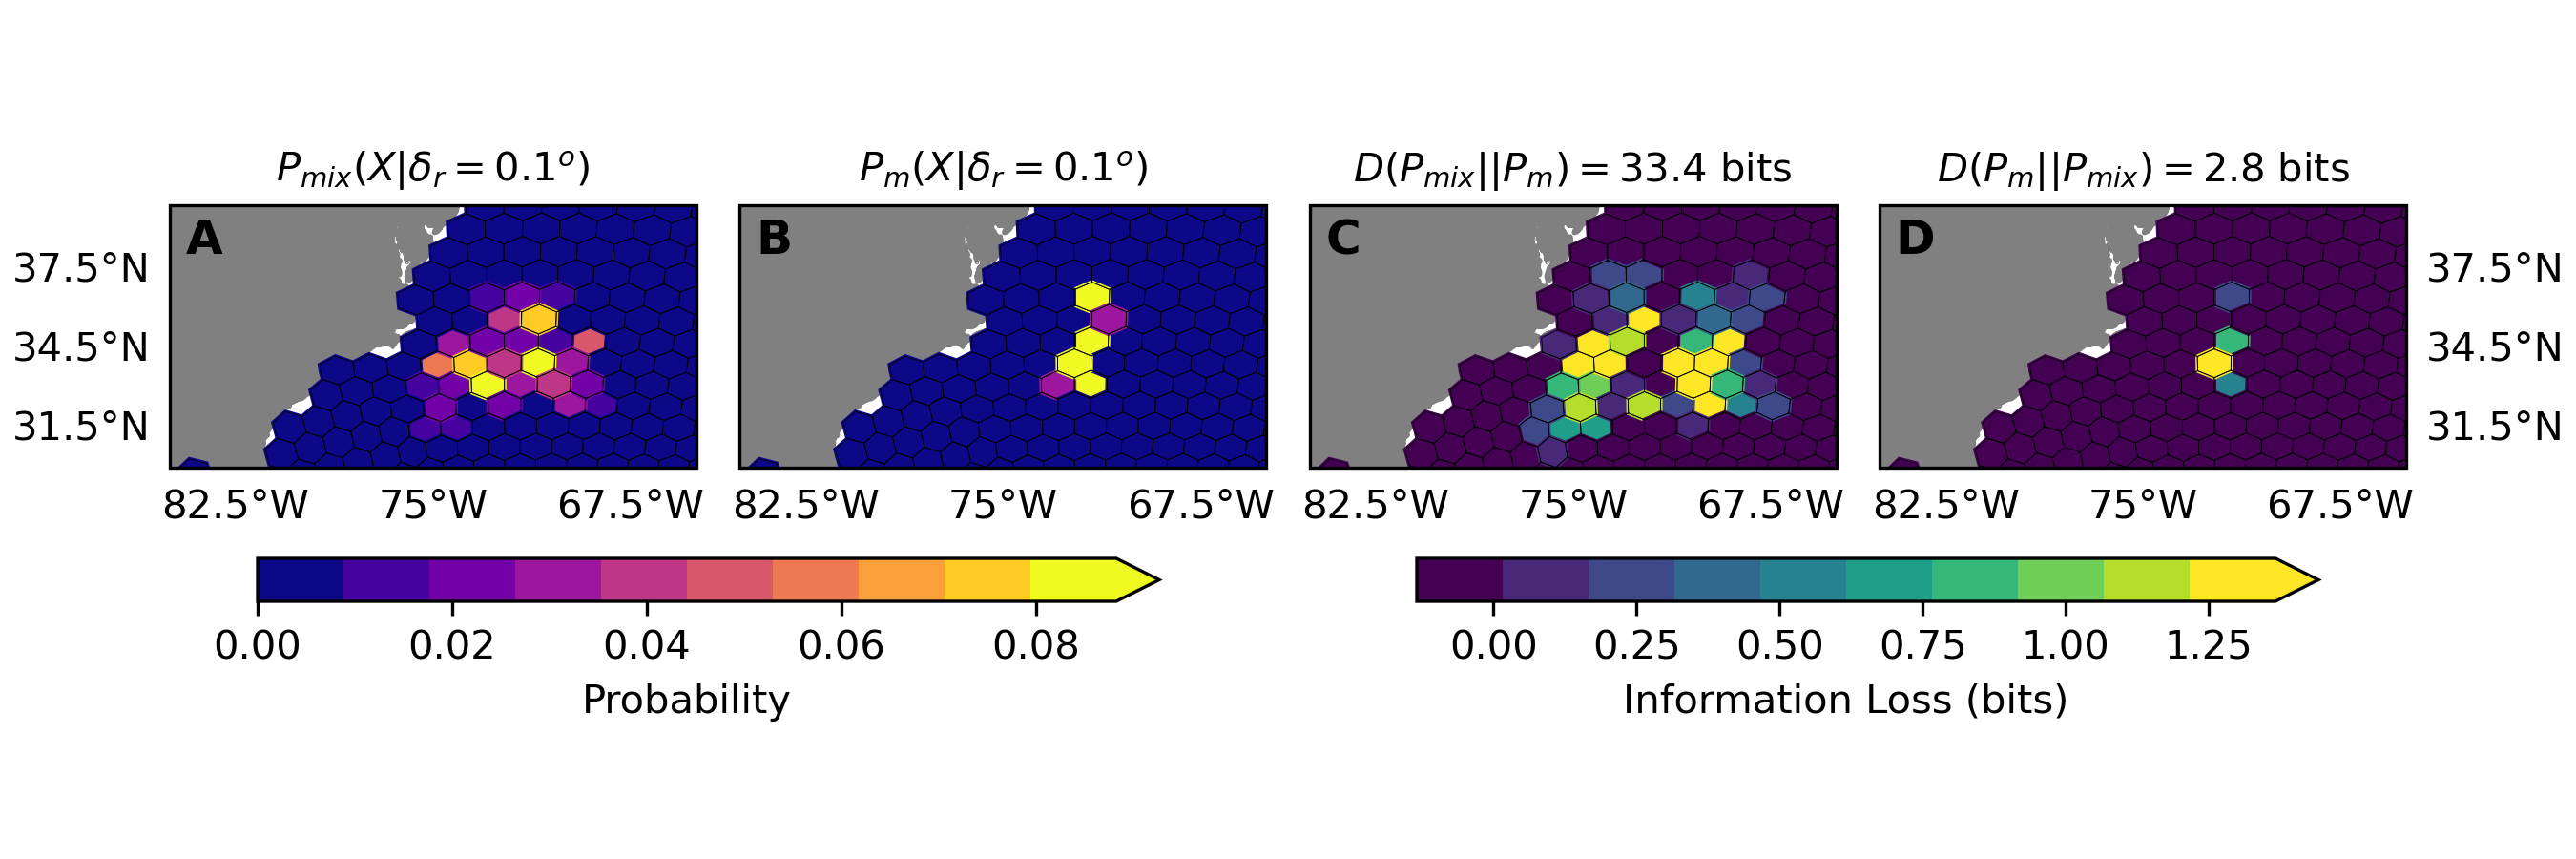 P_mix(X|δ_r = 0.1°)
P_m(X|δ_r = 0.1°)
D(P_mix||P_m) = 33.4 bits
D(P_m||P_mix) = 2.8 bits
A
B
C
D
37.5°N
34.5°N
31.5°N
37.5°N
34.5°N
31.5°N
82.5°W 75°W 67.5°W
82.5°W 75°W 67.5°W
82.5°W 75°W 67.5°W
82.5°W 75°W 67.5°W
0.00 0.02 0.04 0.06 0.08
Probability
0.00 0.25 0.50 0.75 1.00 1.25
Information Loss (bits)